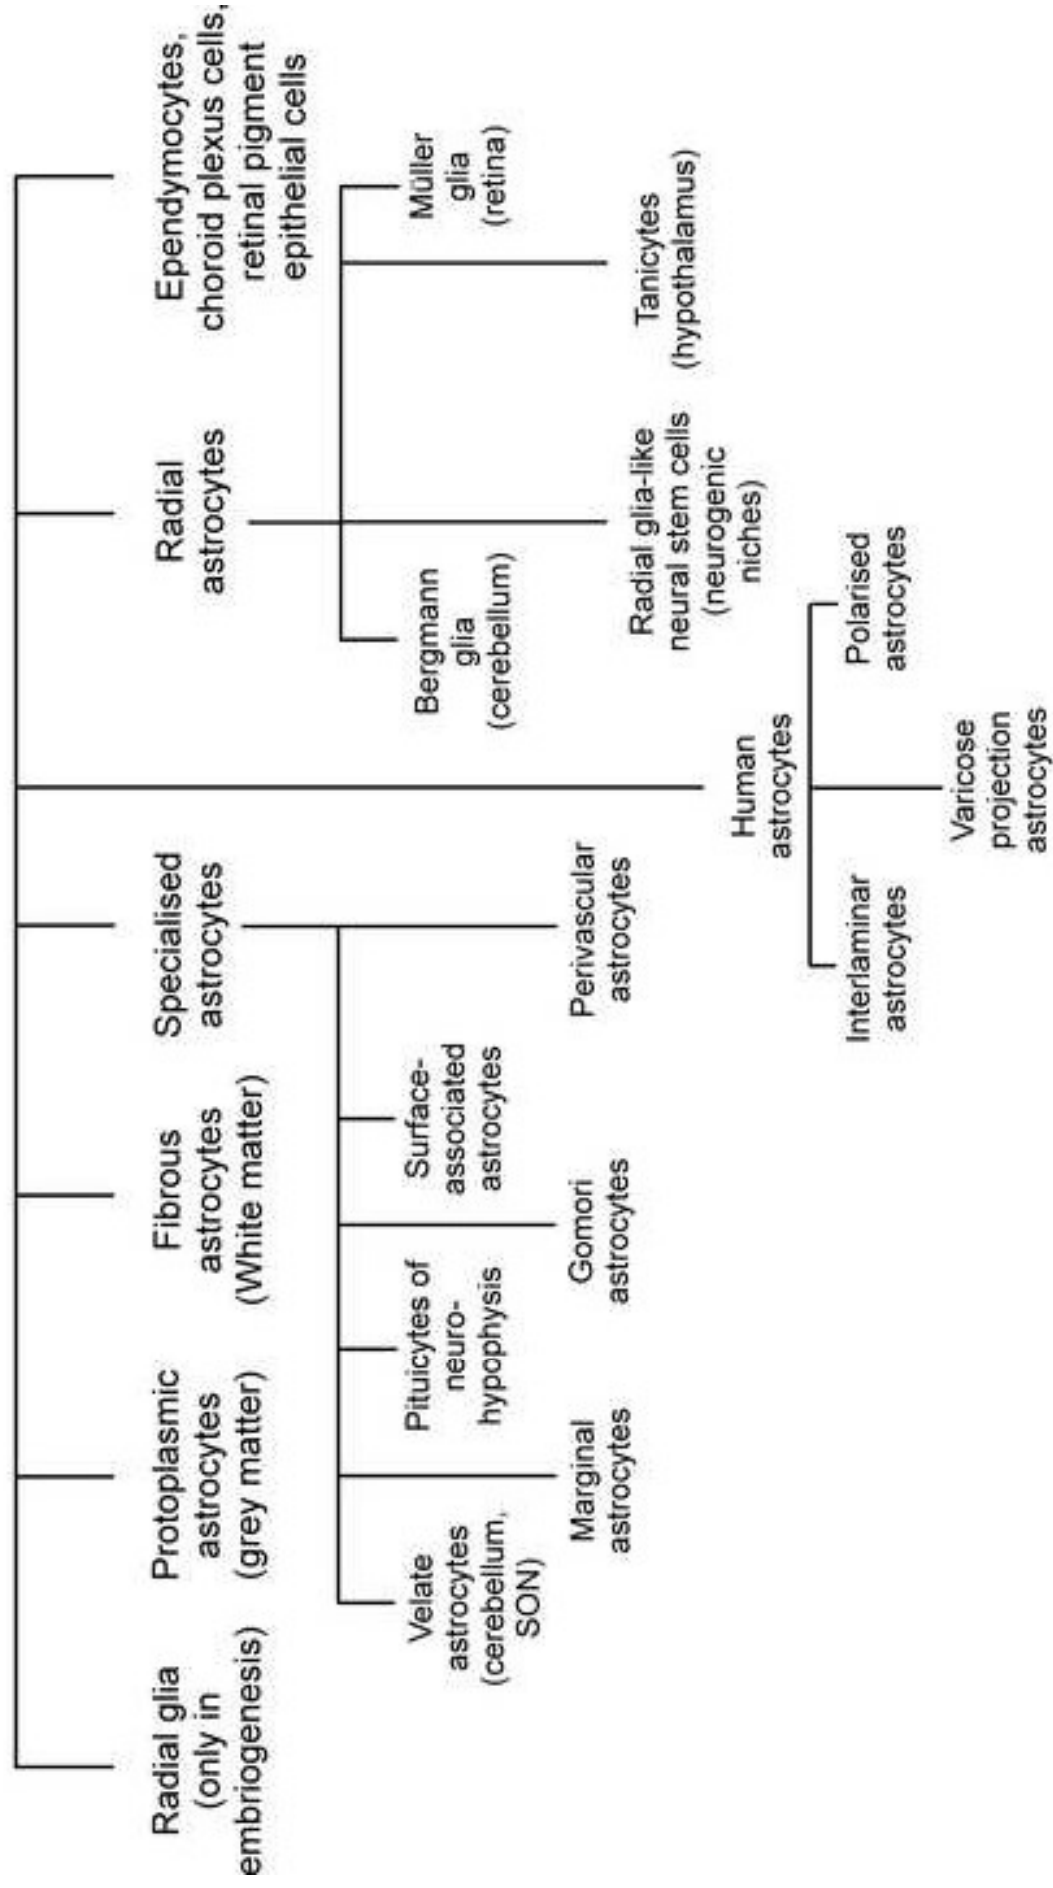 Radial glia
(only in
embriogenesis)
Protoplasmic
astrocytes
(grey matter)
Fibrous
astrocytes
(White matter)
Specialised
astrocytes
Radial
astrocytes
Ependymocytes,
choroid plexus cells,
retinal pigment
epithelial cells
Velate
astrocytes
(cerebellum,
SON)
Pituicytes of
neuro-
hypophysis
Surface-
associated
astrocytes
Marginal
astrocytes
Gomori
astrocytes
Perivascular
astrocytes
Bergmann
glia
(cerebellum)
Müller
glia
(retina)
Radial glia-like
neural stem cells
(neurogenic
niches)
Tanicytes
(hypothalamus)
Human
astrocytes
Interlaminar
astrocytes
Polarised
astrocytes
Varicose
projection
astrocytes